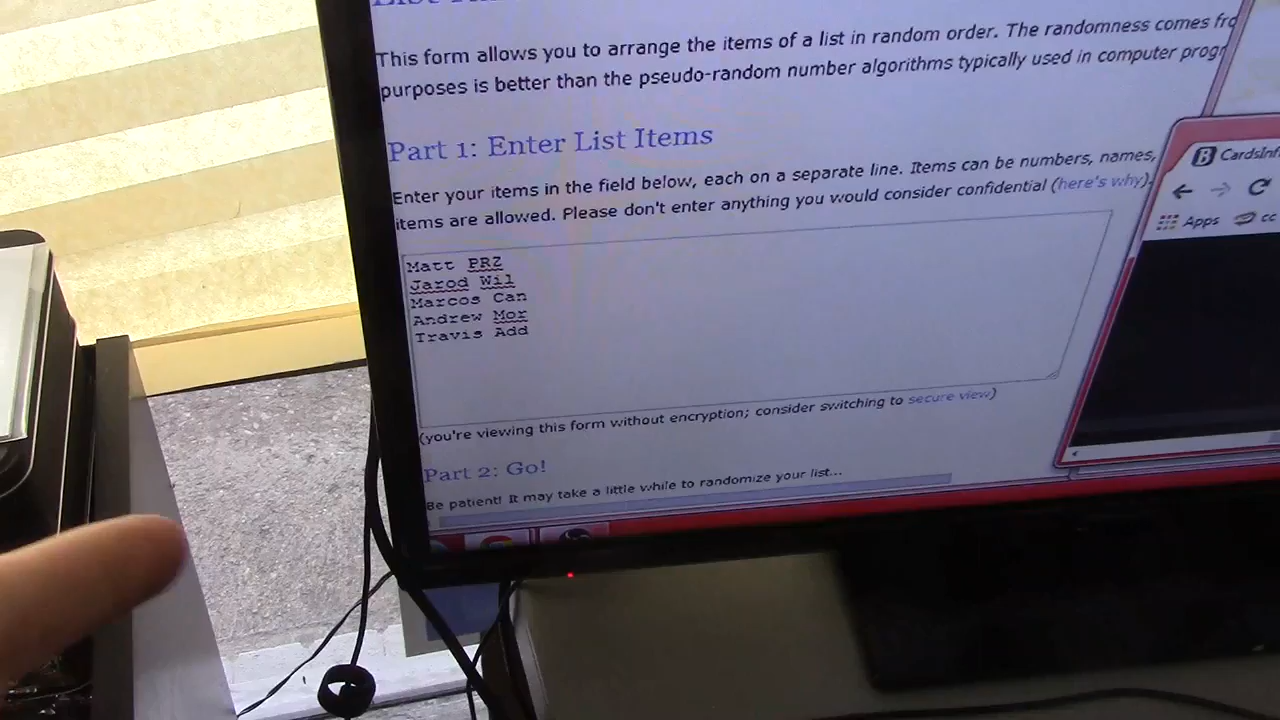 This form allows you to arrange the items of a list in random order. The randomness comes
purposes is better than the pseudo-random number algorithms typically used in computer
Part 1: Enter List Items
Enter your items in the field below, each on a separate line. Items can be numbers, names,
items are allowed. Please don't enter anything you would consider confidential (here's why).
Matt PRZ
Jarod Wil
Marcos Can
Andrew Mor
Travis Add
(you're viewing this form without encryption; consider switching to secure view)
Part 2: Go!
Be patient! It may take a little while to randomize your list...
B
Apps
cc